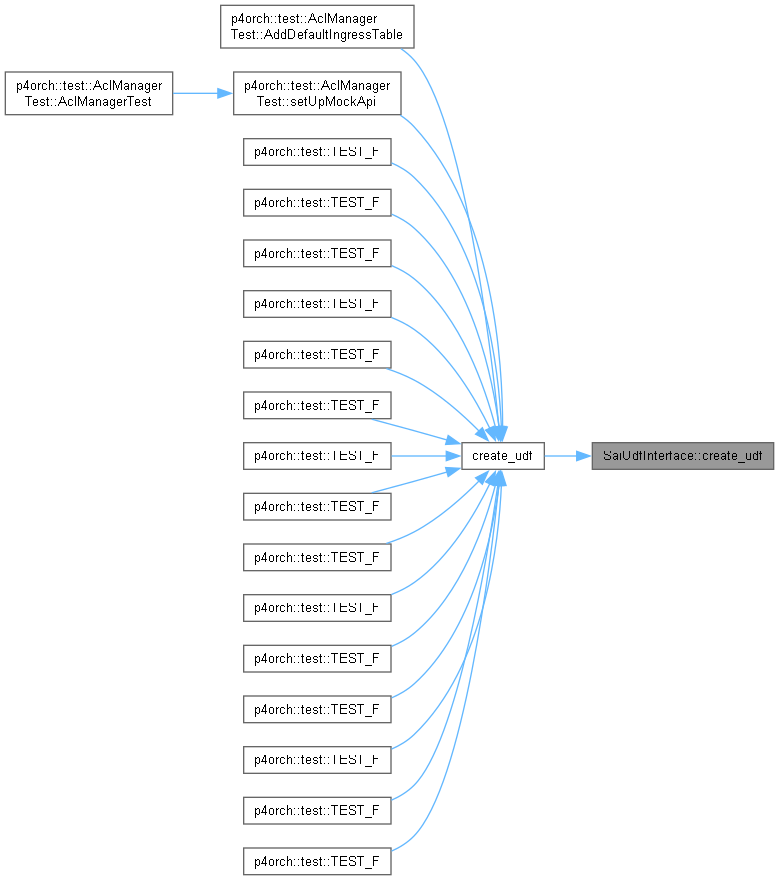 p4orch::test::AclManager
Test::AddDefaultIngressTable
p4orch::test::AclManager
Test::AclManagerTest
p4orch::test::AclManager
Test::setUpMockApi
p4orch::test::TEST_F
p4orch::test::TEST_F
p4orch::test::TEST_F
p4orch::test::TEST_F
p4orch::test::TEST_F
p4orch::test::TEST_F
p4orch::test::TEST_F
create_udf
SaiUdfInterface::create_udf
p4orch::test::TEST_F
p4orch::test::TEST_F
p4orch::test::TEST_F
p4orch::test::TEST_F
p4orch::test::TEST_F
p4orch::test::TEST_F
p4orch::test::TEST_F
p4orch::test::TEST_F